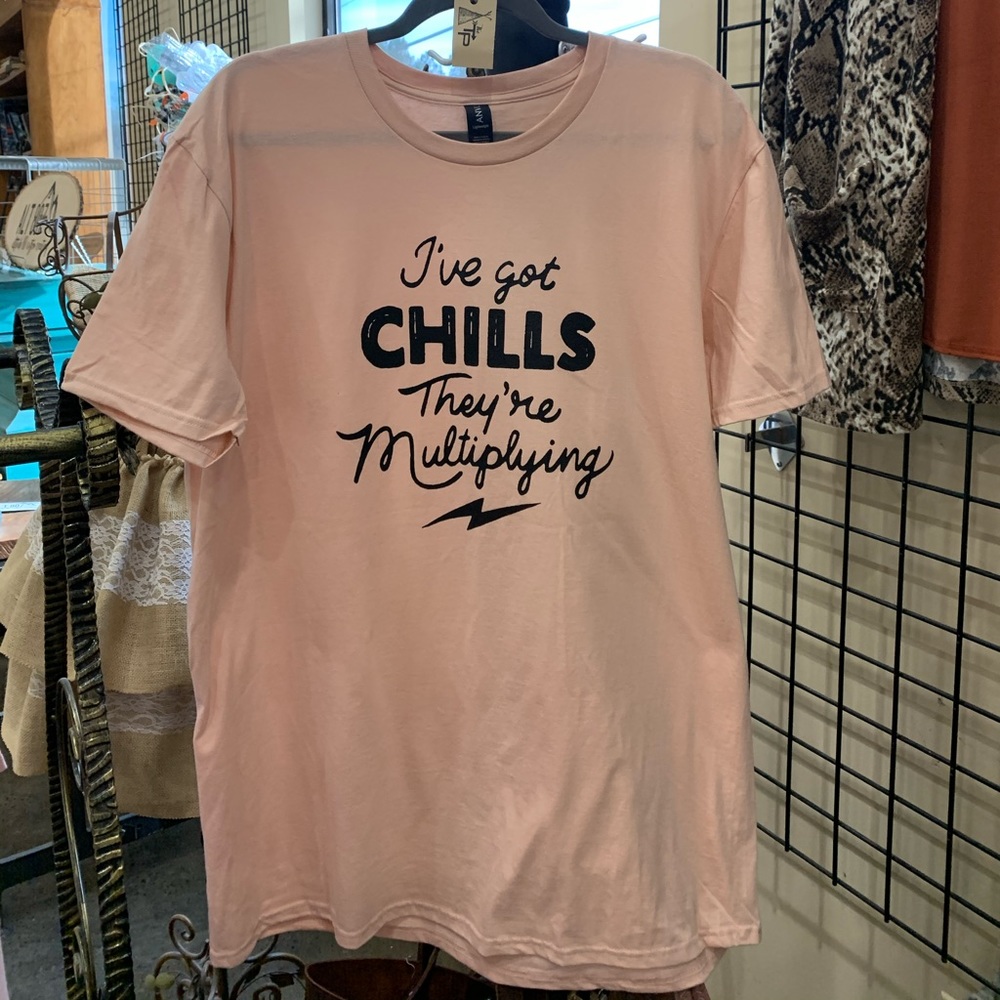 I've got
CHILLS
They're
Multiplying